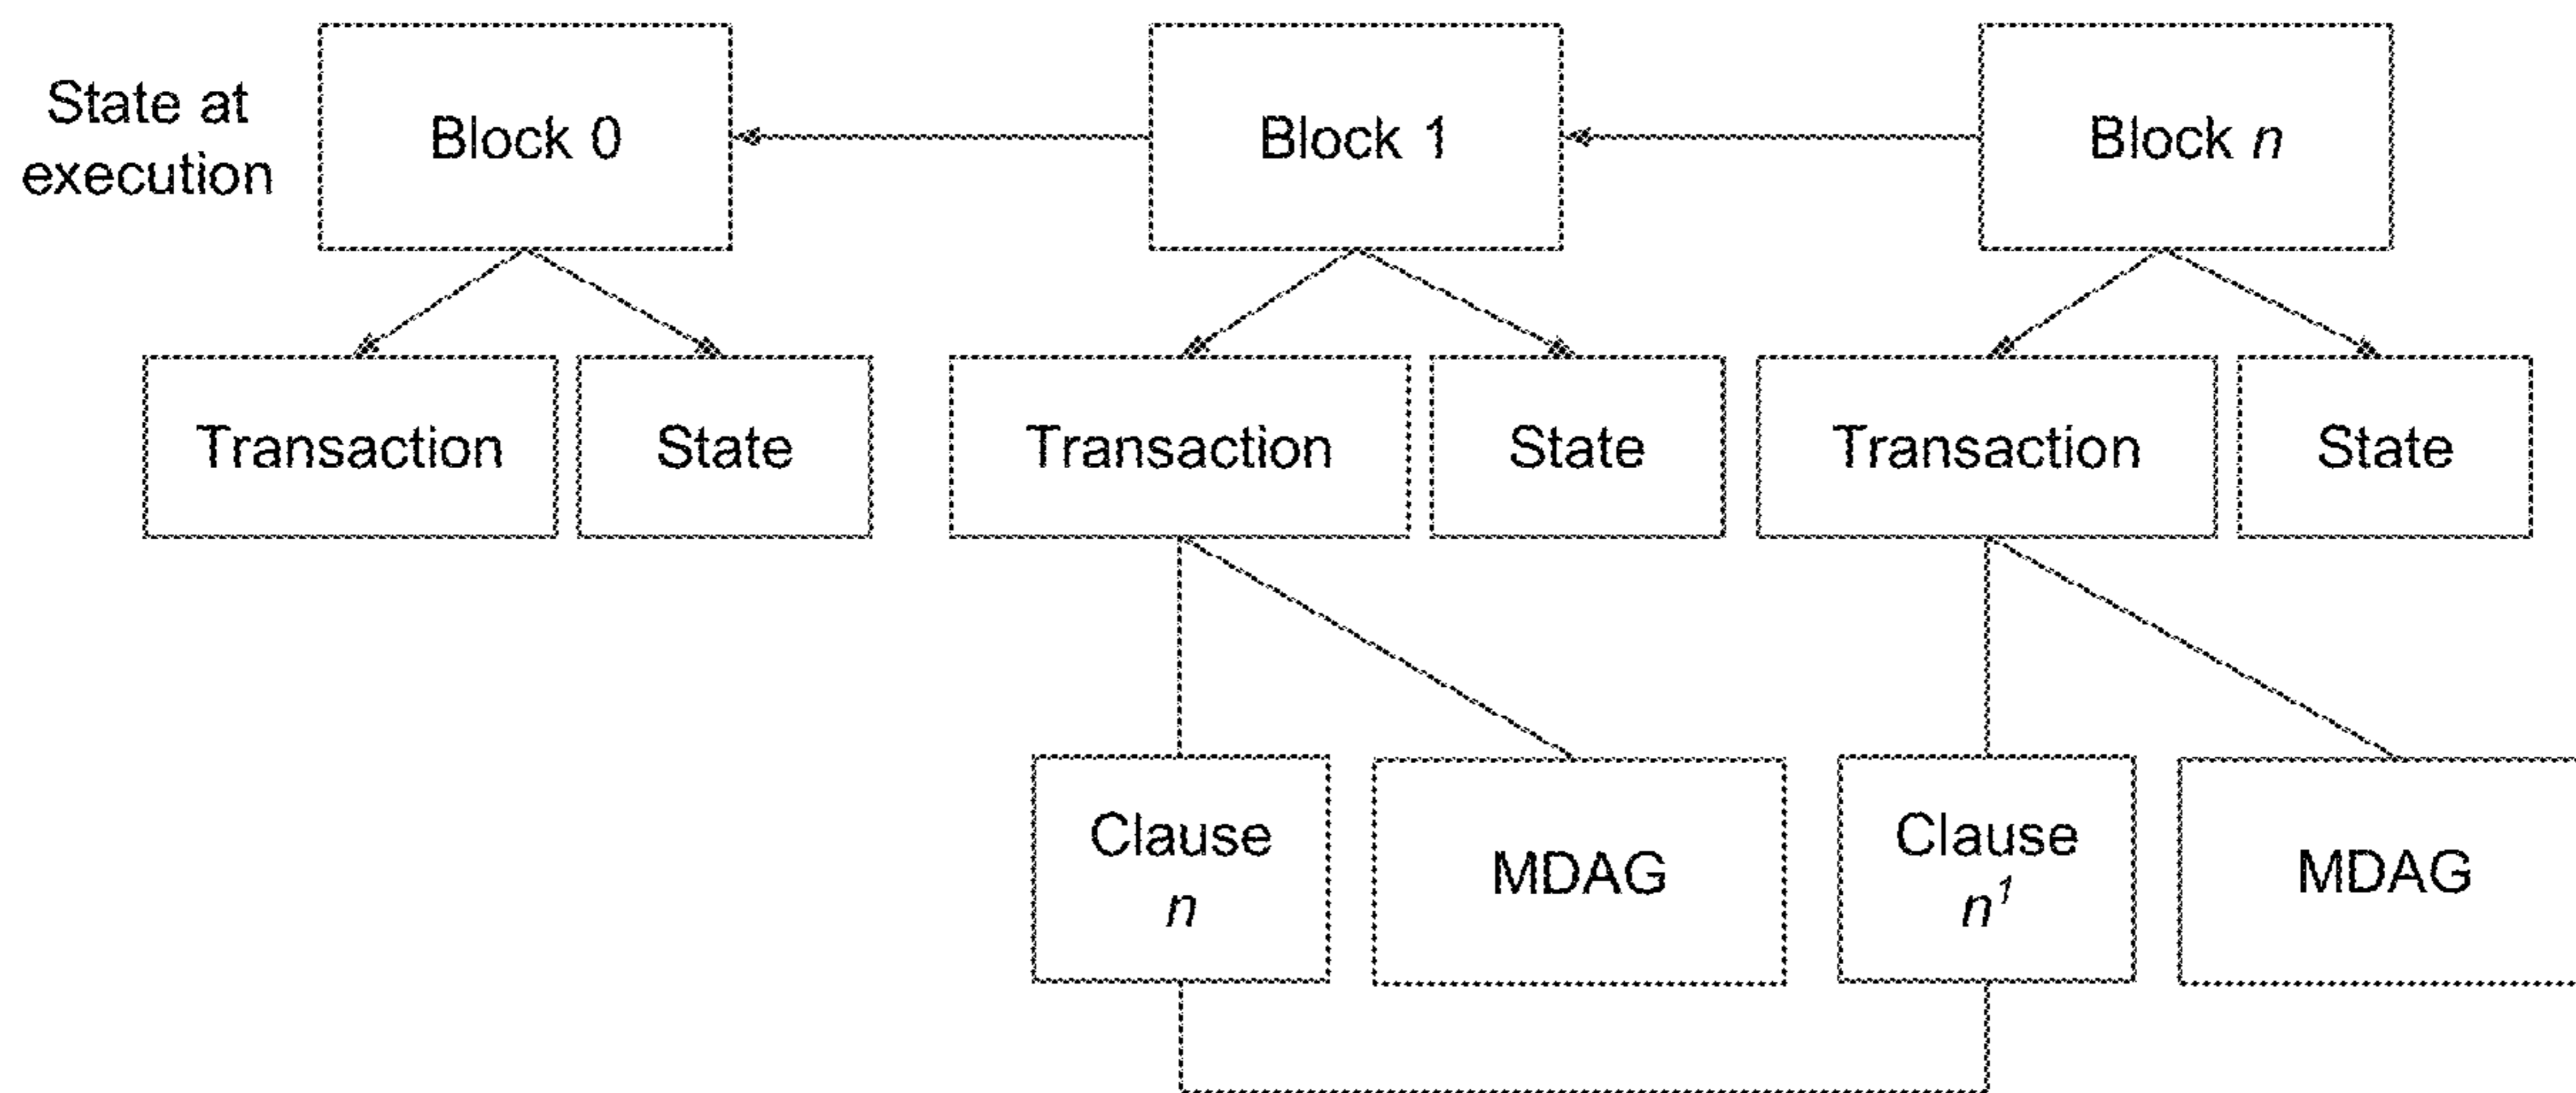 State at
execution
Block 0
Block 1
Block n
Transaction
State
Transaction
State
Transaction
State
Clause
n
MDAG
Clause
n¹
MDAG